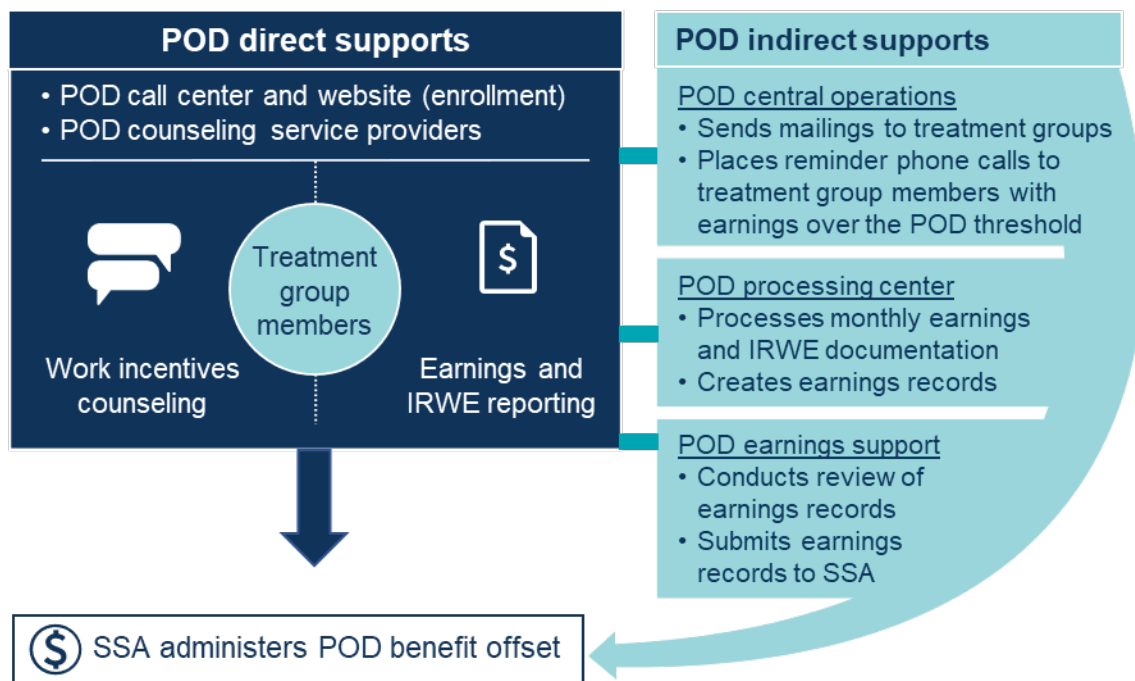 POD direct supports
• POD call center and website (enrollment)
• POD counseling service providers
Treatment
group
members
Work incentives
counseling
$
Earnings and
IRWE reporting
POD indirect supports
POD central operations
• Sends mailings to treatment groups
• Places reminder phone calls to
treatment group members with
earnings over the POD threshold
POD processing center
• Processes monthly earnings
and IRWE documentation
• Creates earnings records
POD earnings support
• Conducts review of
earnings records
• Submits earnings
records to SSA
$ SSA administers POD benefit offset